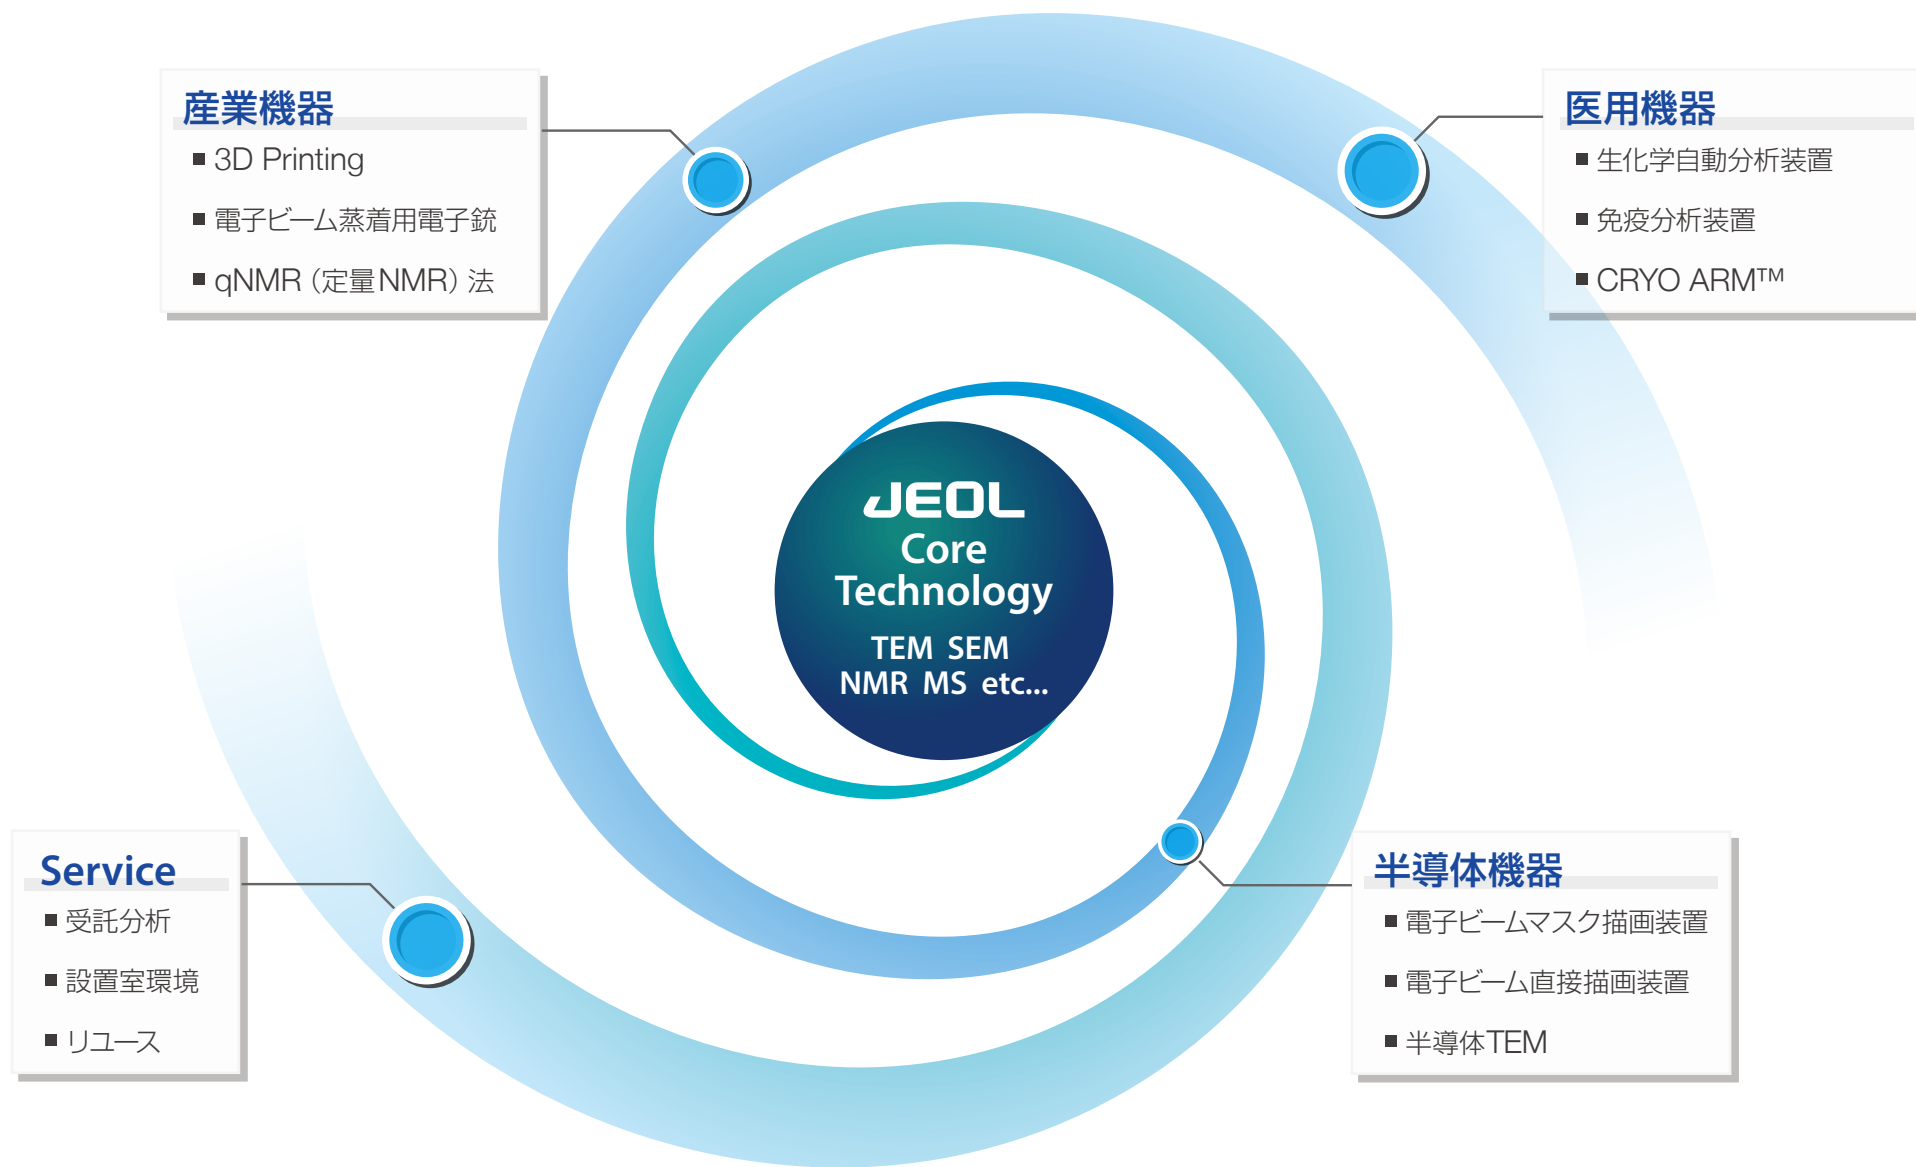 産業機器
■ 3D Printing
■ 電子ビーム蒸着用電子銃
■ qNMR（定量NMR）法
医用機器
■ 生化学自動分析装置
■ 免疫分析装置
■ CRYO ARM™
JEOL
Core
Technology
TEM SEM
NMR MS etc...
Service
■ 受託分析
■ 設置室環境
■ リユース
半導体機器
■ 電子ビームマスク描画装置
■ 電子ビーム直接描画装置
■ 半導体TEM